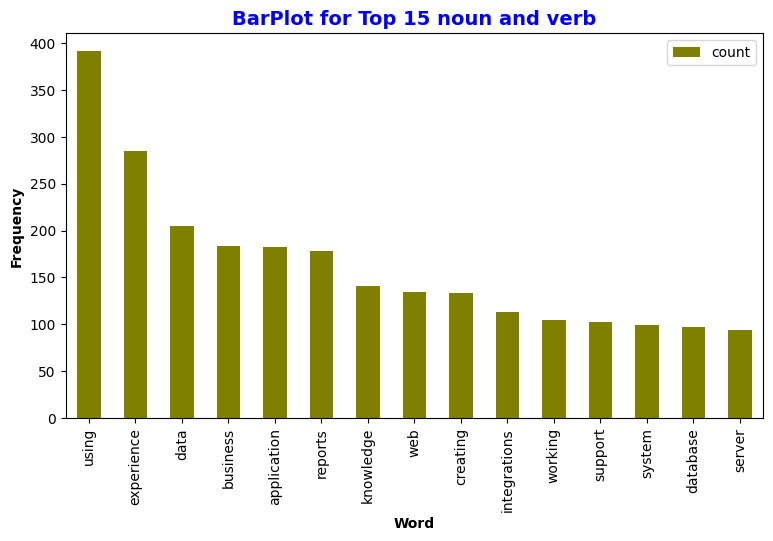 BarPlot for Top 15 noun and verb
count
Frequency
400
350
300
250
200
150
100
50
0
using
experience
data
business
application
reports
knowledge
web
creating
integrations
working
support
system
database
server
Word